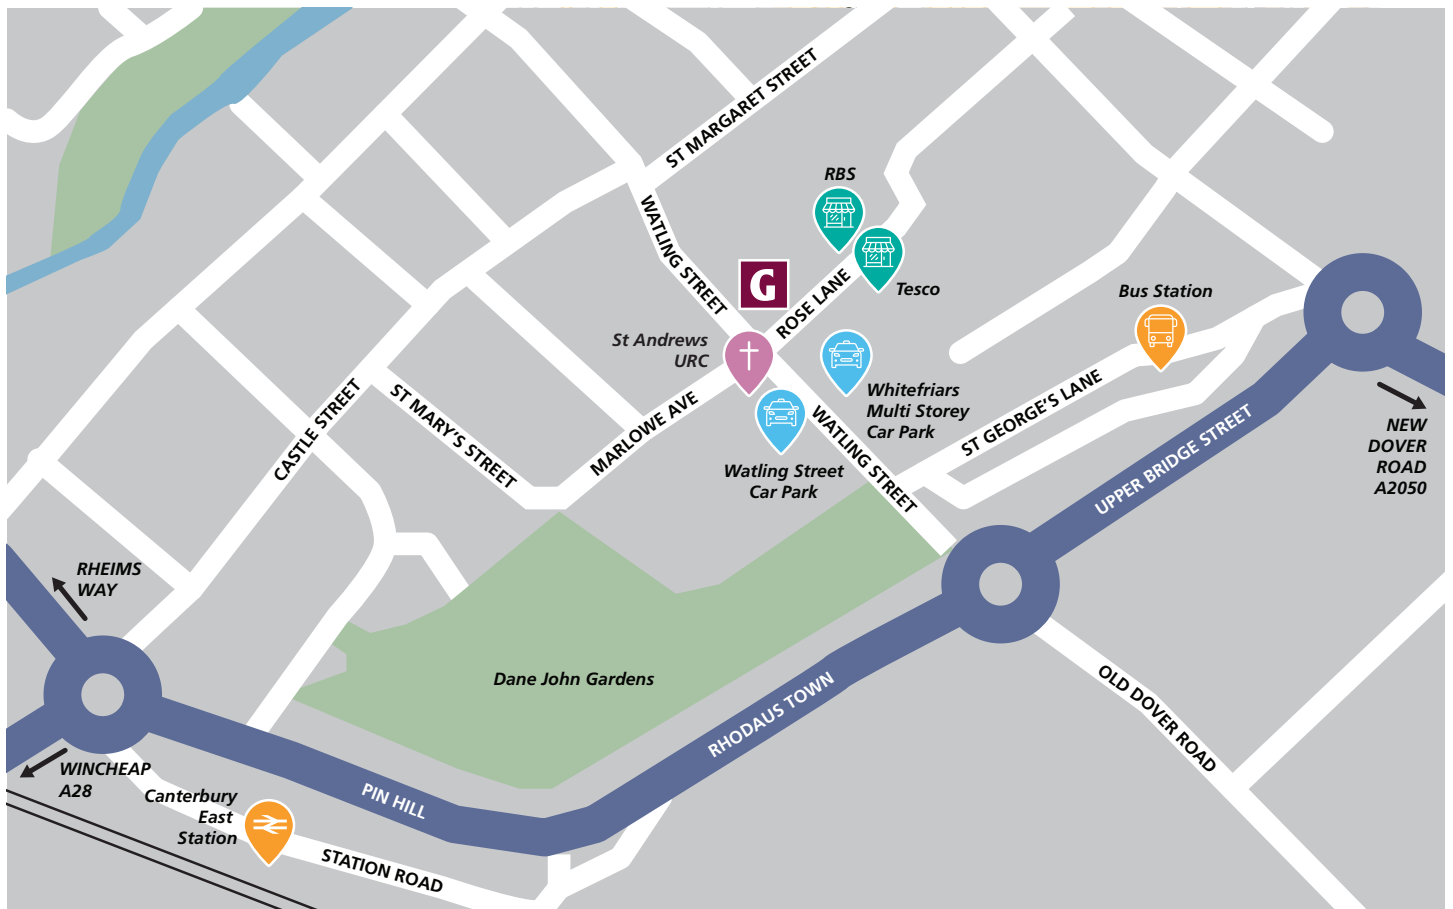 ST MARGARET STREET
RBS
WATLING STREET
G
ROSE LANE
Tesco
Bus Station
St Andrews
URC
Whitefriars
Multi Storey
Car Park
CASTLE STREET
ST MARY'S STREET
MARLOWE AVE
WATLING STREET
ST GEORGE'S LANE
UPPER BRIDGE STREET
NEW
DOVER
ROAD
A2050
Watling Street
Car Park
RHEIMS
WAY
Dane John Gardens
RHODAUS TOWN
OLD DOVER ROAD
WINCHEAP
A28
PIN HILL
Canterbury
East
Station
STATION ROAD